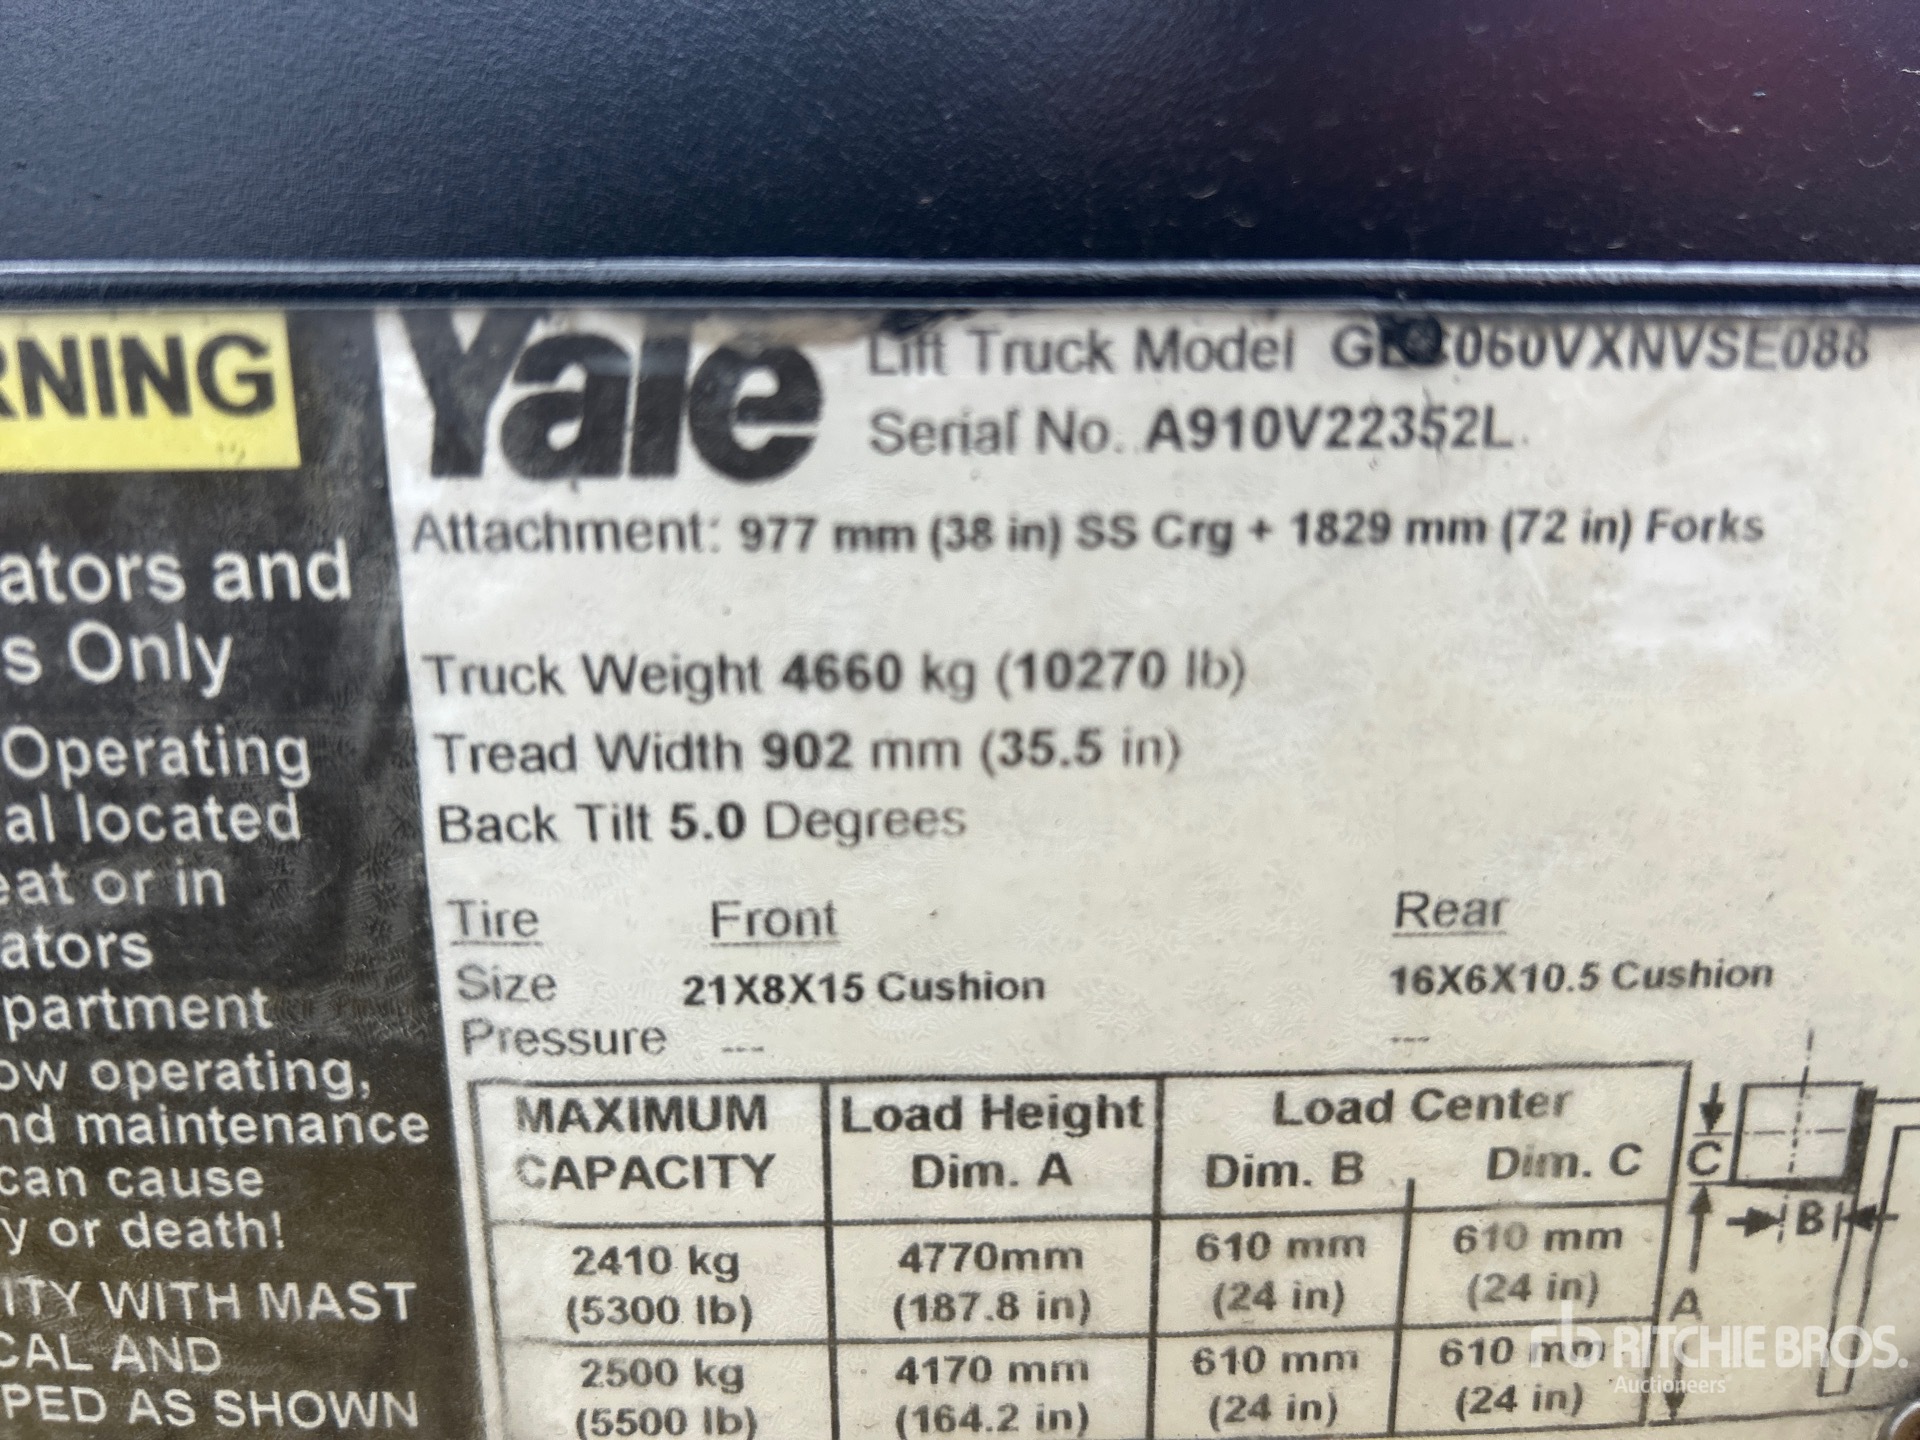 RNING
ators and
s Only
Operating
al located
eat or in
ators
partment
ow operating,
nd maintenance
can cause
y or death!
ITY WITH MAST
CAL AND
PED AS SHOWN
Yale
Lift Truck Model
Serial No. A910V22352L
Attachment: 977 mm (38 in) SS Crg + 1829 mm (72 in) Forks
Truck Weight 4660 kg (10270 lb)
Tread Width 902 mm (35.5 in)
Back Tilt 5.0 Degrees
Tire Front Rear
Size 21X8X15 Cushion 16X6X10.5 Cushion
Pressure --- ---
MAXIMUM Load Height Load Center
CAPACITY Dim. A Dim. B Dim. C
2410 kg 4770mm 610 mm 610 mm
(5300 lb) (187.8 in) (24 in) (24 in)
2500 kg 4170 mm 610 mm 610 mm
(5500 lb) (164.2 in) (24 in) (24 in)
C
B
A
rb RITCHIE BROS.
Auctioneers